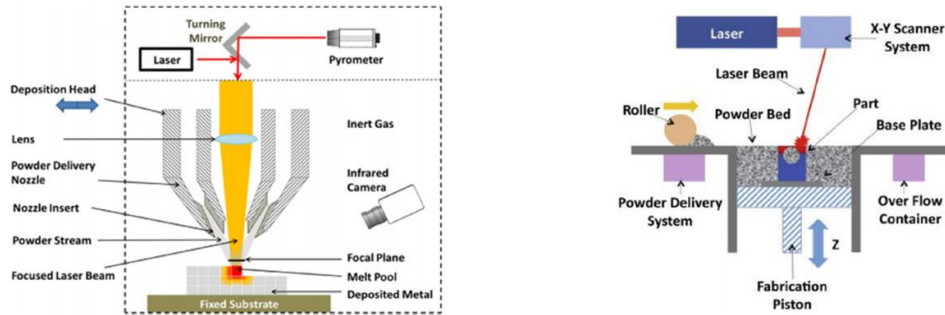 Turning
Mirror
Laser
Pyrometer
Deposition Head
Inert Gas
Lens
Powder Delivery
Nozzle
Infrared
Camera
Nozzle Insert
Powder Stream
Focal Plane
Focused Laser Beam
Melt Pool
Deposited Metal
Fixed Substrate
Laser
X-Y Scanner
System
Laser Beam
Roller
Powder Bed
Part
Base Plate
Powder Delivery
System
Over Flow
Container
Z
Fabrication
Piston